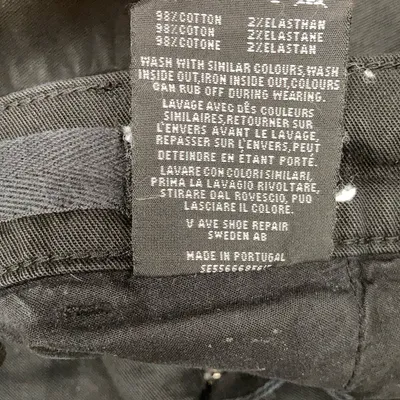 98%COTTON 2%ELASTHAN
98%COTON 2%ELASTANE
98%COTONE 2%ELASTAN
WASH WITH SIMILAR COLOURS,WASH
INSIDE OUT,IRON INSIDE OUT,COLOURS
CAN RUB OFF DURING WEARING.
LAVAGE AVEC DÈS COULEURS
SIMILAIRES,RETOURNER SUR
L'ENVERS AVANT LE LAVAGE,
REPASSER SUR L'ENVERS,PEUT
DETEINDRE EN ÉTANT PORTÉ.
LAVARE CON COLORI SIMILARI,
PRIMA LA LAVAGIO RIVOLTARE,
STIRARE DAL ROVESCIO, PUO
LASCIARE IL COLORE.
V AVE SHOE REPAIR
SWEDEN AB
MADE IN PORTUGAL